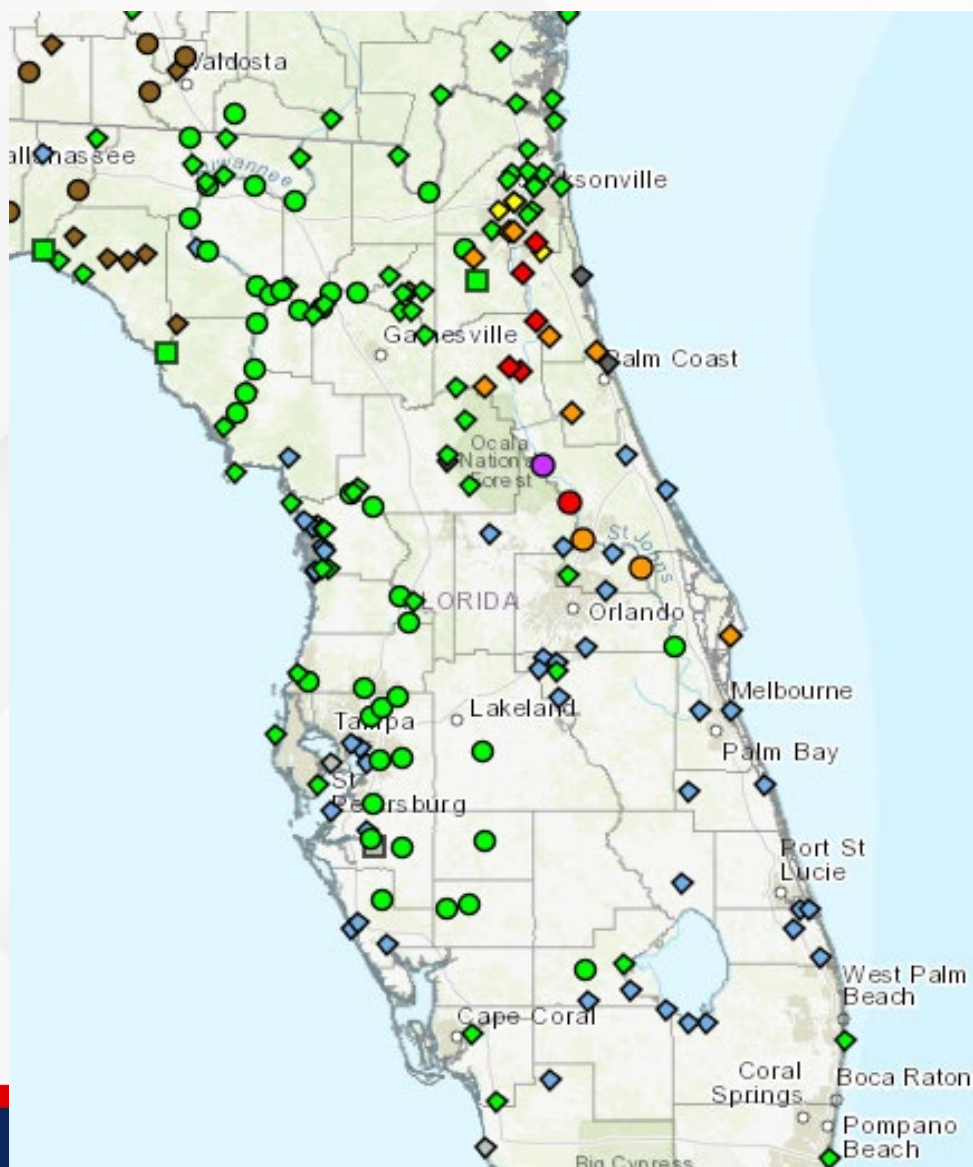 Valdosta
allahassee
Suwannee
Jacksonville
Gainesville
Palm Coast
Ocala
National
Forest
St Johns
FLORIDA
Orlando
Melbourne
Lakeland
Tampa
Palm Bay
St
Petersburg
Port St
Lucie
West Palm
Beach
Cape Coral
Coral
Springs
Boca Raton
Pompano
Beach
Big Cypress